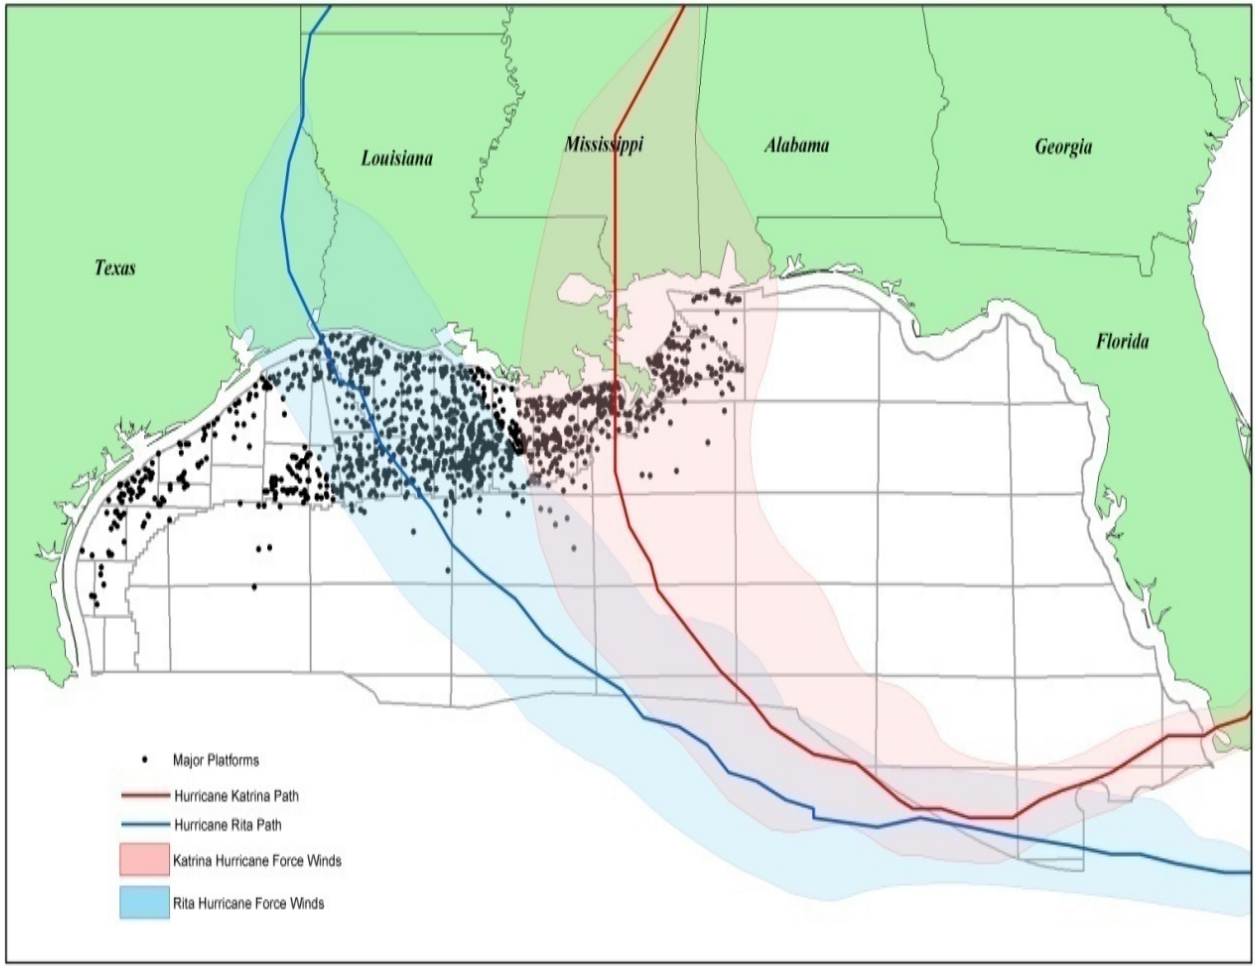 Mississippi
Alabama
Georgia
Louisiana
Texas
Florida
Major Platforms
Hurricane Katrina Path
Hurricane Rita Path
Katrina Hurricane Force Winds
Rita Hurricane Force Winds